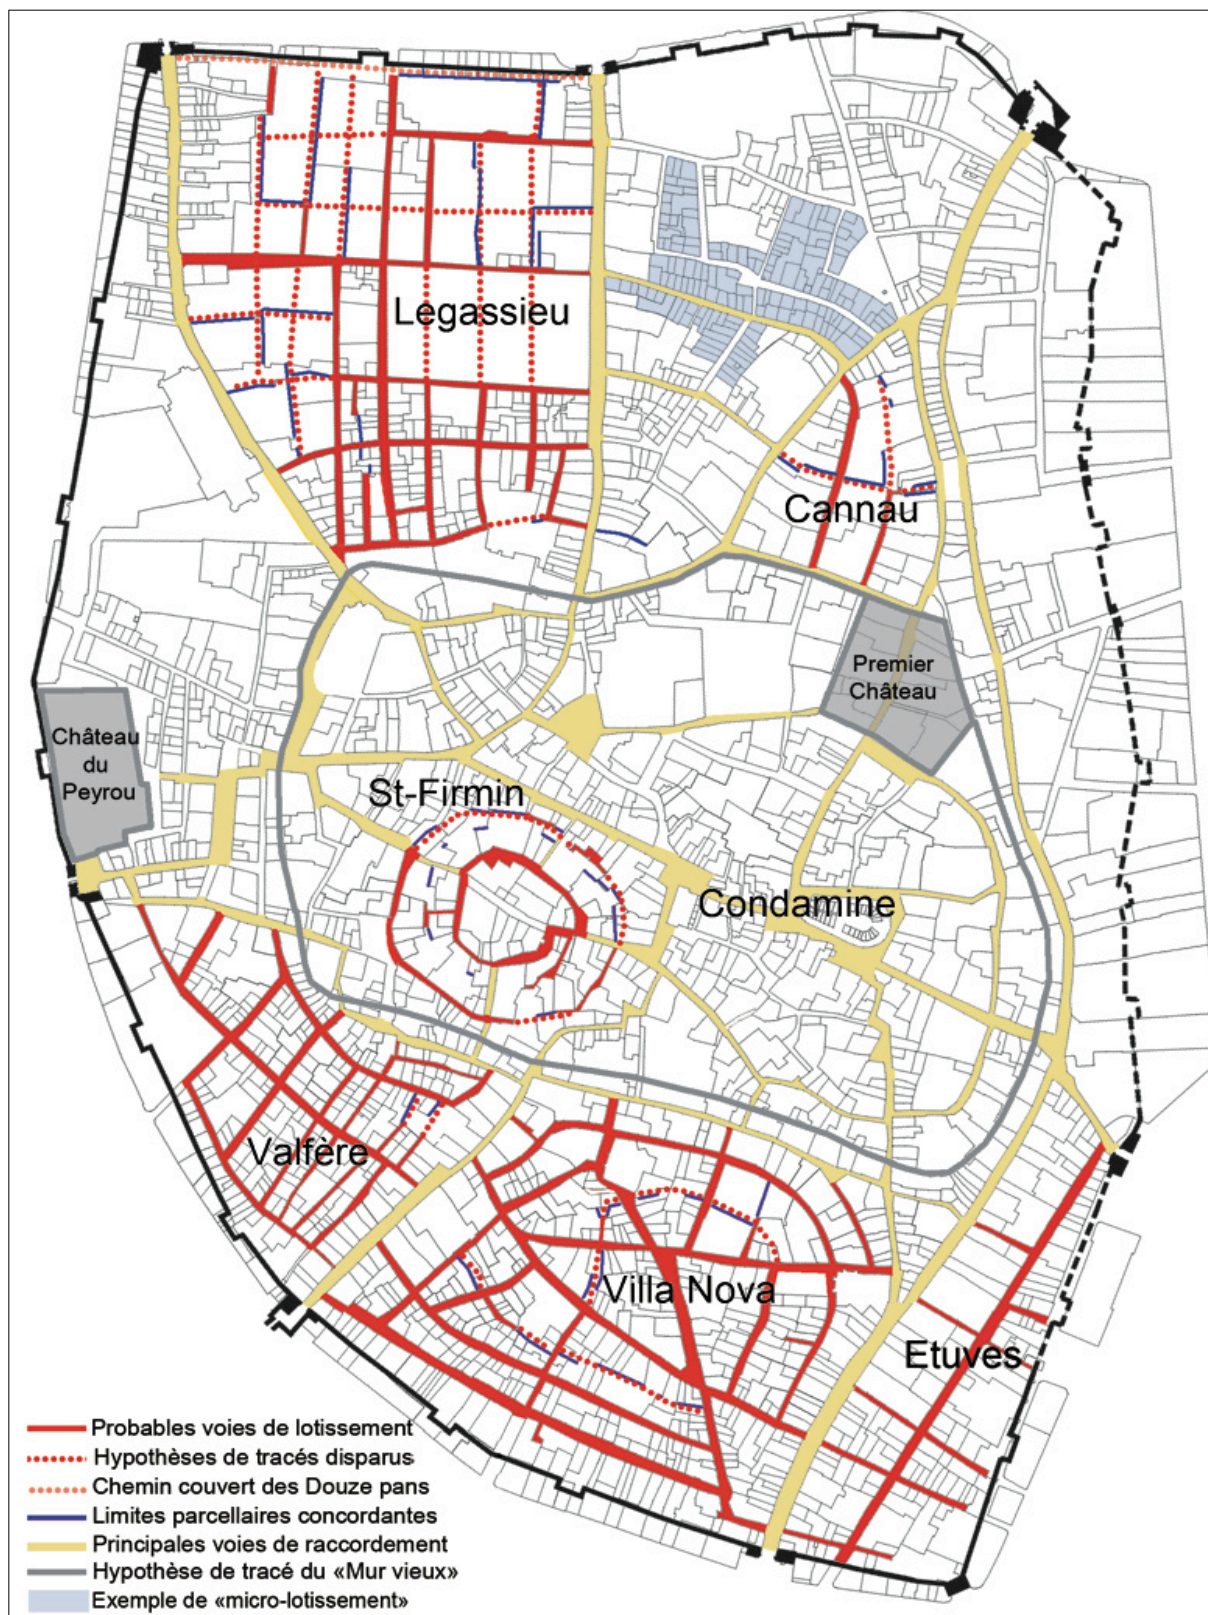 Legassieu
Cannau
Premier
Château
Château
du
Peyrou
St-Firmin
Condamine
Valfère
Villa Nova
Etuves
Probables voies de lotissement
Hypothèses de tracés disparus
Chemin couvert des Douze pans
Limites parcellaires concordantes
Principales voies de raccordement
Hypothèse de tracé du «Mur vieux»
Exemple de «micro-lotissement»